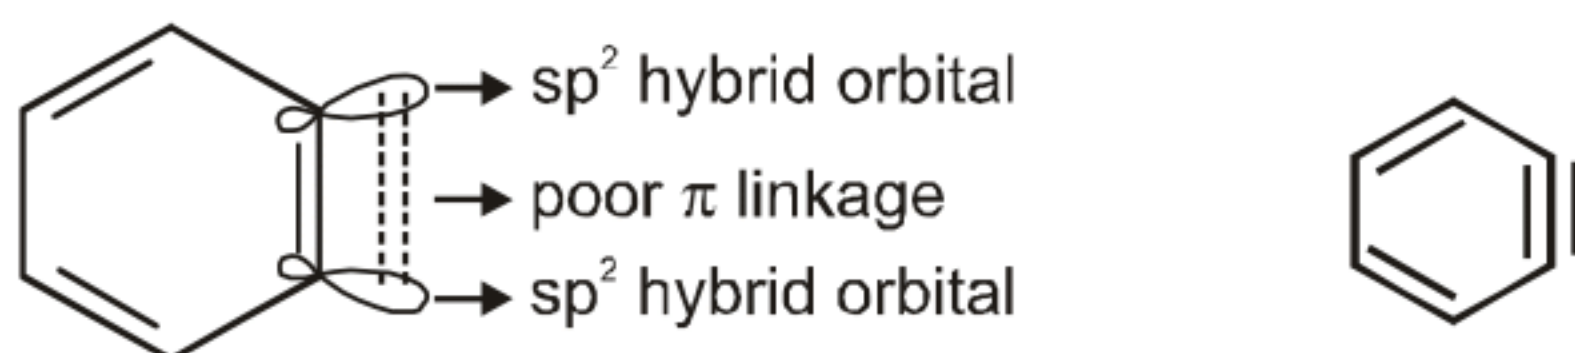 sp² hybrid orbital
poor π linkage
sp² hybrid orbital